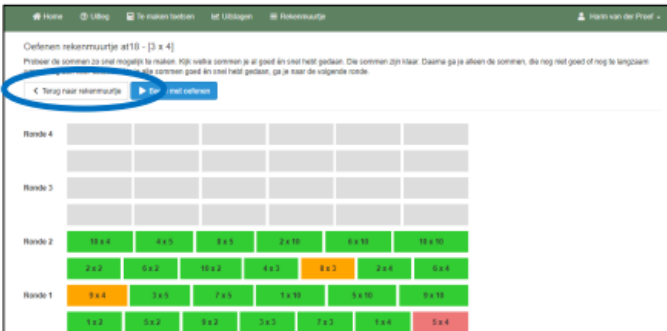 Home Uitleg Te maken toetsen Uitslagen Rekenmuurtje Harm van der Proef
Oefenen rekenmuurtje at18 - [3 x 4]
Probeer de sommen zo snel mogelijk te maken. Kijk welke sommen je al goed én snel hebt gedaan. Die sommen zijn klaar. Daarna ga je alleen de sommen, die nog niet goed of nog te langzaam
alle sommen goed én snel hebt gedaan, ga je naar de volgende ronde.
Terug naar rekenmuurtje met oefenen
Ronde 4
Ronde 3
Ronde 2 10 x 4 4 x 5 8 x 5 2 x 10 6 x 10 10 x 10
2 x 2 6 x 2 10 x 2 4 x 3 8 x 3 2 x 4 6 x 4
Ronde 1 9 x 4 3 x 5 7 x 5 1 x 10 5 x 10 9 x 10
1 x 2 5 x 2 9 x 2 3 x 3 7 x 3 1 x 4 5 x 4